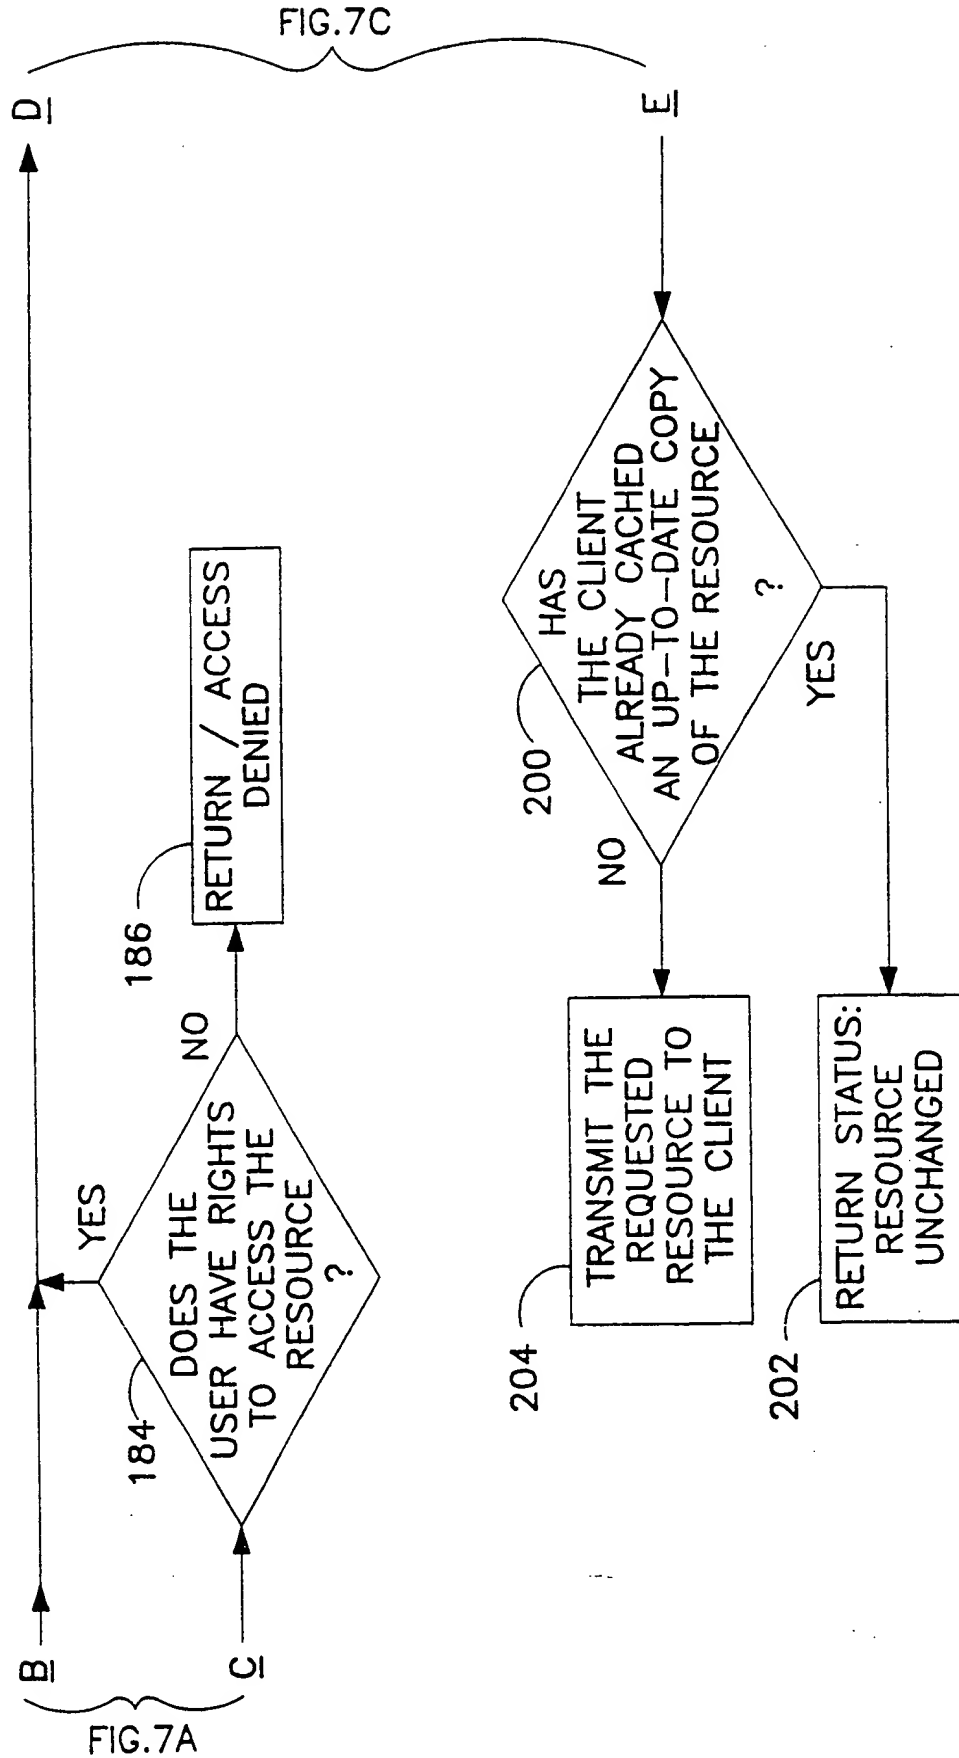 FIG.7A
B
C
184
DOES THE
USER HAVE RIGHTS
TO ACCESS THE
RESOURCE
?
YES
NO
186
RETURN / ACCESS
DENIED
D
FIG.7C
E
200
HAS
THE CLIENT
ALREADY CACHED
AN UP-TO-DATE COPY
OF THE RESOURCE
?
NO
YES
204
TRANSMIT THE
REQUESTED
RESOURCE TO
THE CLIENT
202
RETURN STATUS:
RESOURCE
UNCHANGED